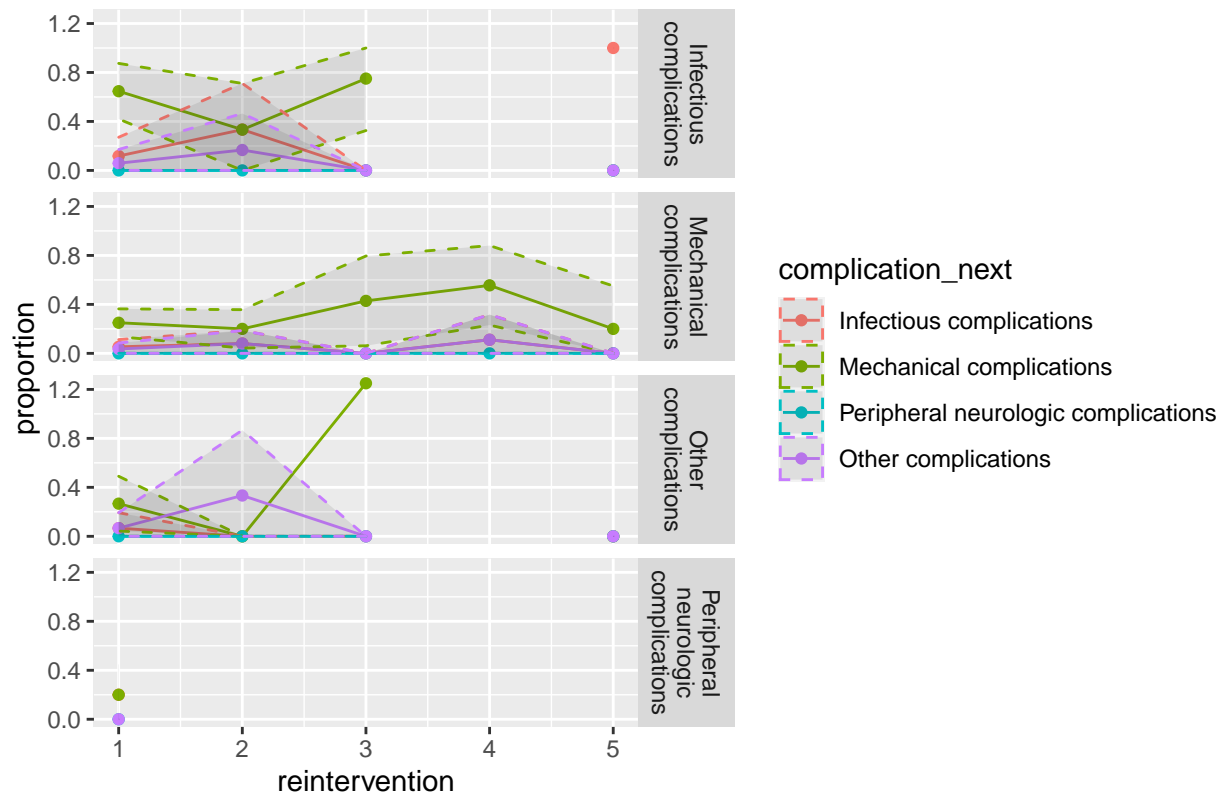 proportion
1.2
0.8
0.4
0.0
Infectious
complications
1.2
0.8
0.4
0.0
Mechanical
complications
1.2
0.8
0.4
0.0
Other
complications
1.2
0.8
0.4
0.0
Peripheral
neurologic
complications
1 2 3 4 5
reintervention
complication_next
Infectious complications
Mechanical complications
Peripheral neurologic complications
Other complications